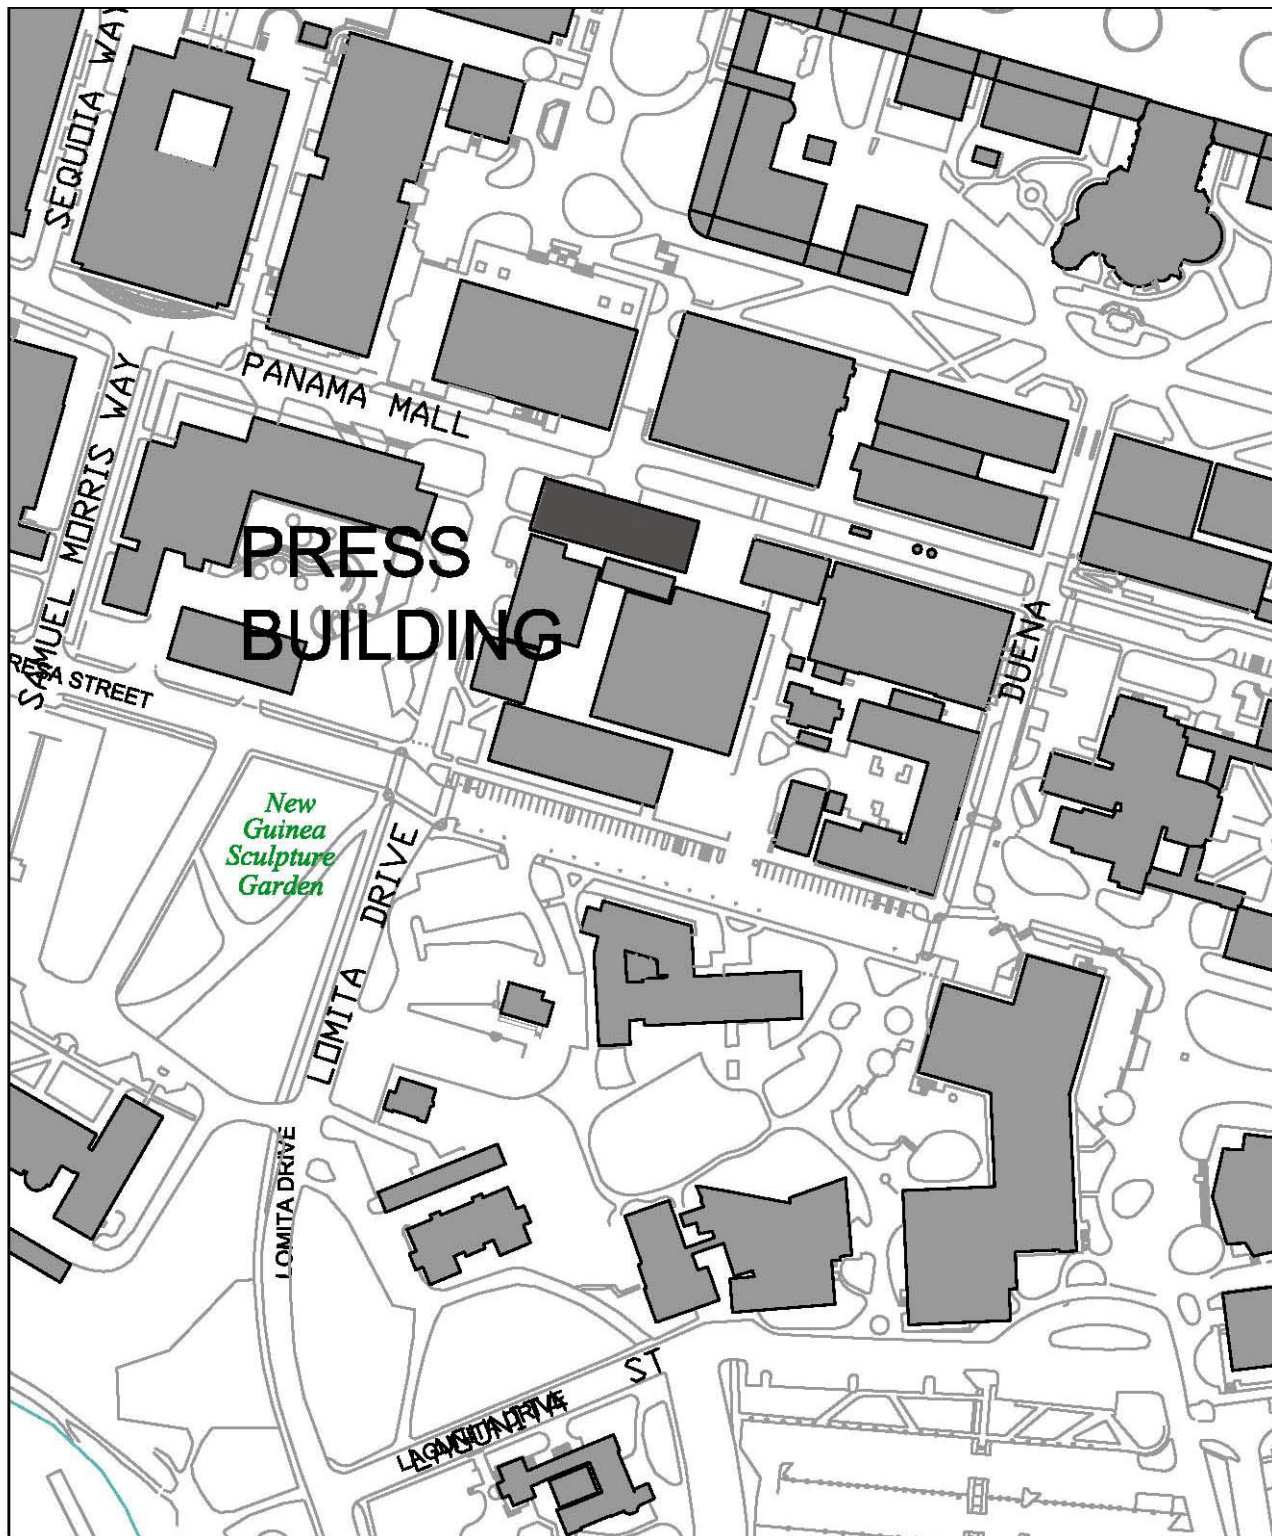 SEQUOIA WAY
PANAMA MALL
SAMUEL MORRIS WAY
PRESS
BUILDING
DUENA
STREET
New
Guinea
Sculpture
Garden
LOMITA DRIVE
LOMITA DRIVE
ST